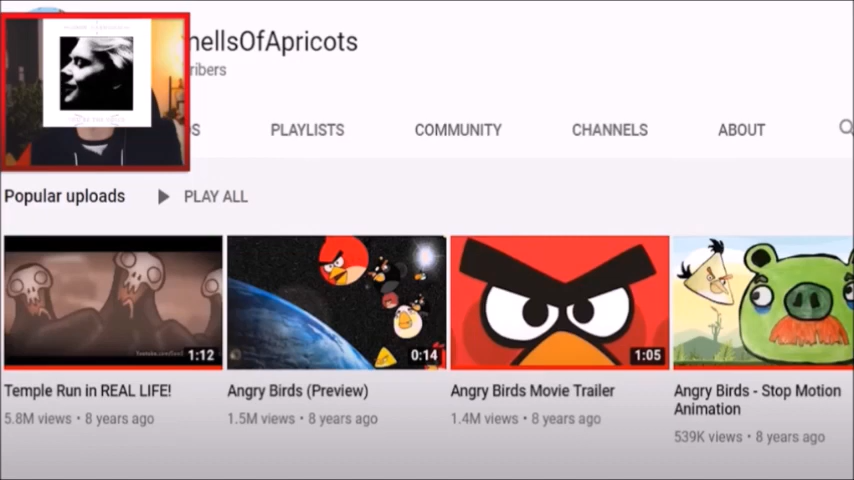 nellsOfApricots
ribers
S
PLAYLISTS
COMMUNITY
CHANNELS
ABOUT
Popular uploads
PLAY ALL
1:12
0:14
1:05
Temple Run in REAL LIFE!
5.8M views • 8 years ago
Angry Birds (Preview)
1.5M views • 8 years ago
Angry Birds Movie Trailer
1.4M views • 8 years ago
Angry Birds - Stop Motion
Animation
539K views • 8 years ago